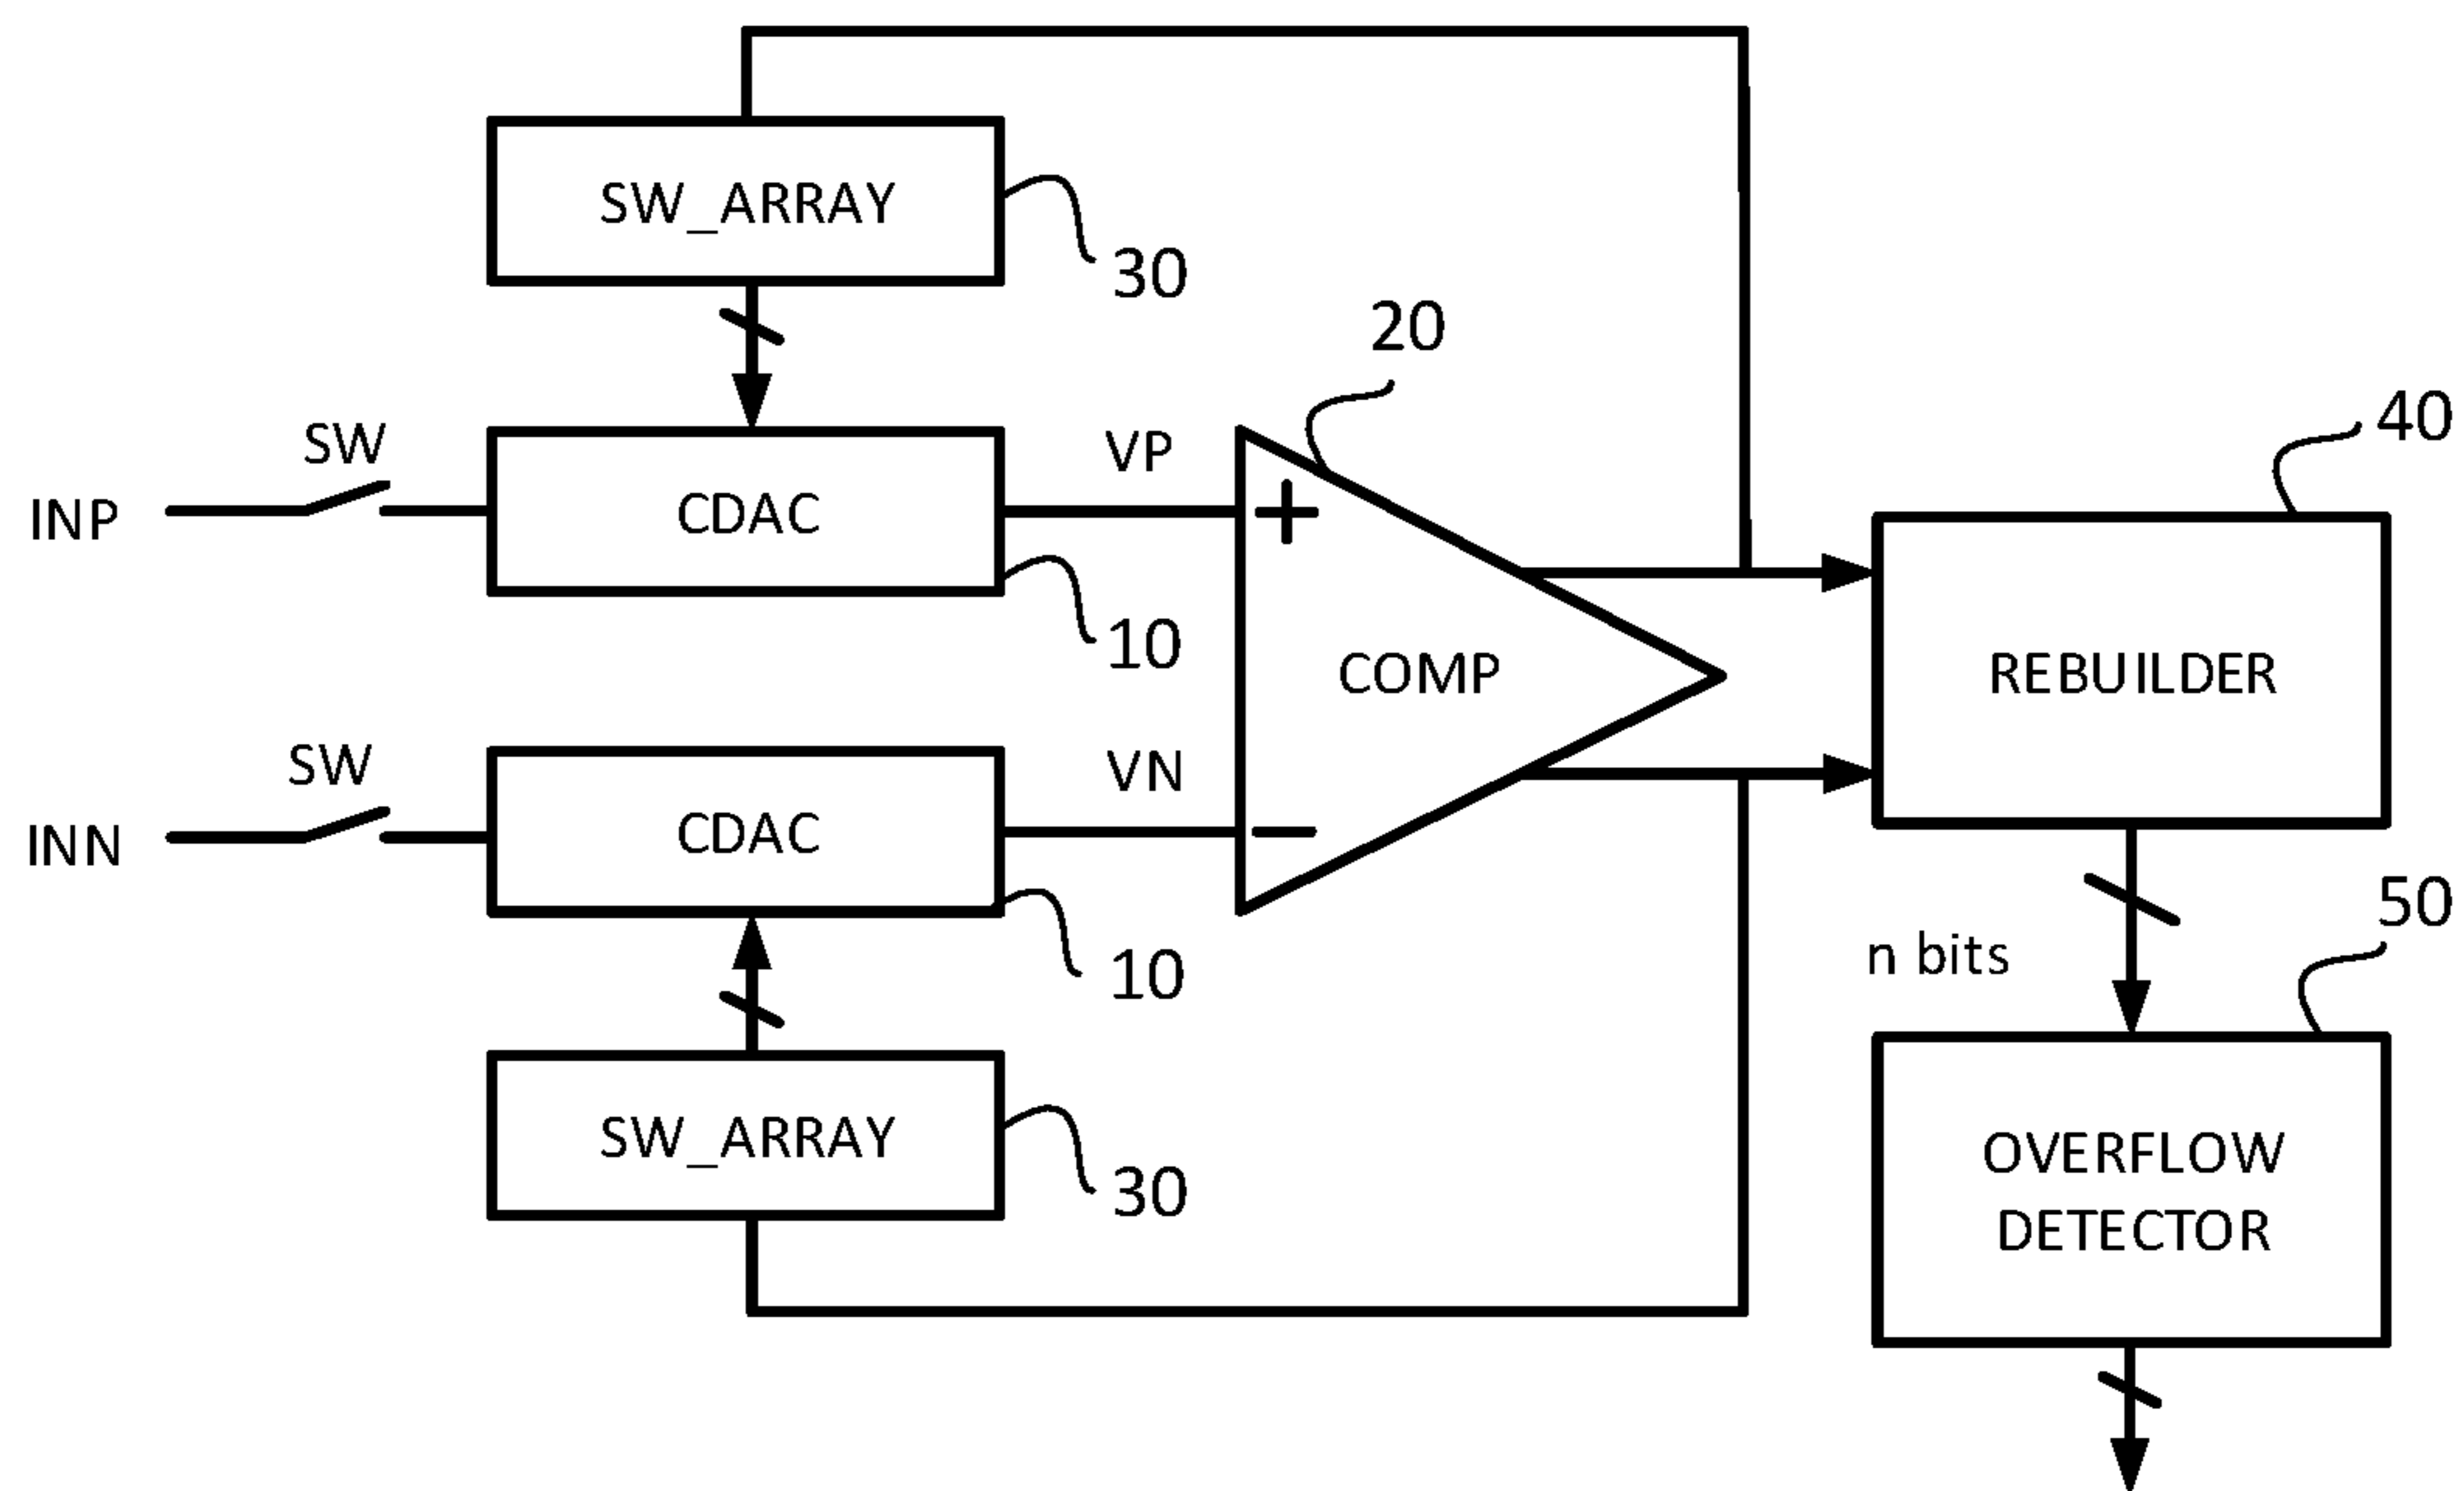 SW_ARRAY
30
20
40
SW
VP
INP
CDAC
+
10
COMP
REBUILDER
SW
VN
INN
CDAC
−
10
n bits
50
SW_ARRAY
30
OVERFLOW
DETECTOR